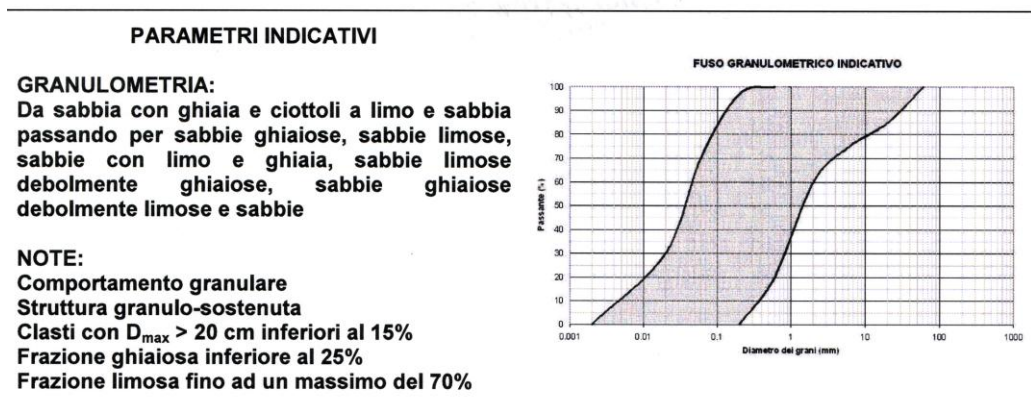 PARAMETRI INDICATIVI
GRANULOMETRIA:
Da sabbia con ghiaia e ciottoli a limo e sabbia
passando per sabbie ghiaiose, sabbie limose,
sabbie con limo e ghiaia, sabbie limose
debolmente ghiaiose, sabbie ghiaiose
debolmente limose e sabbie
NOTE:
Comportamento granulare
Struttura granulo-sostenuta
Clasti con Dmax > 20 cm inferiori al 15%
Frazione ghiaiosa inferiore al 25%
Frazione limosa fino ad un massimo del 70%
FUSO GRANULOMETRICO INDICATIVO
Passante (%)
100
90
80
70
60
50
40
30
20
10
0
0.001 0.01 0.1 1 10 100 1000
Diametro dei grani (mm)